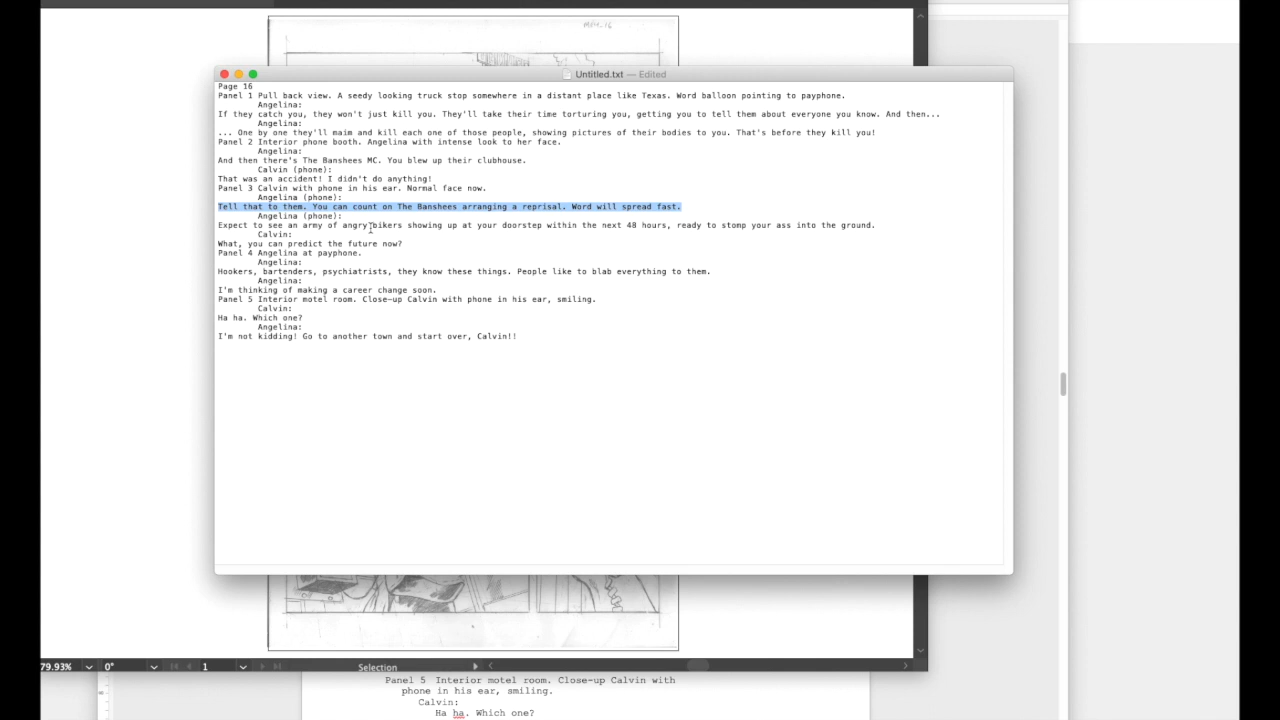 Untitled.txt — Edited
Page 16
Panel 1 Pull back view. A seedy looking truck stop somewhere in a distant place like Texas. Word balloon pointing to payphone.
Angelina:
If they catch you, they won't just kill you. They'll take their time torturing you, getting you to tell them about everyone you know. And then...
Angelina:
... One by one they'll maim and kill each one of those people, showing pictures of their bodies to you. That's before they kill you!
Panel 2 Interior phone booth. Angelina with intense look to her face.
Angelina:
And then there's The Banshees MC. You blew up their clubhouse.
Calvin (phone):
That was an accident! I didn't do anything!
Panel 3 Calvin with phone in his ear. Normal face now.
Angelina (phone):
Tell that to them. You can count on The Banshees arranging a reprisal. Word will spread fast.
Angelina (phone):
Expect to see an army of angry bikers showing up at your doorstep within the next 48 hours, ready to stomp your ass into the ground.
Calvin:
What, you can predict the future now?
Panel 4 Angelina at payphone.
Angelina:
Hookers, bartenders, psychiatrists, they know these things. People like to blab everything to them.
Angelina:
I'm thinking of making a career change soon.
Panel 5 Interior motel room. Close-up Calvin with phone in his ear, smiling.
Calvin:
Ha ha. Which one?
Angelina:
I'm not kidding! Go to another town and start over, Calvin!!
79.93% 0° 1 Selection
Panel 5 Interior motel room. Close-up Calvin with
phone in his ear, smiling.
Calvin:
Ha ha. Which one?